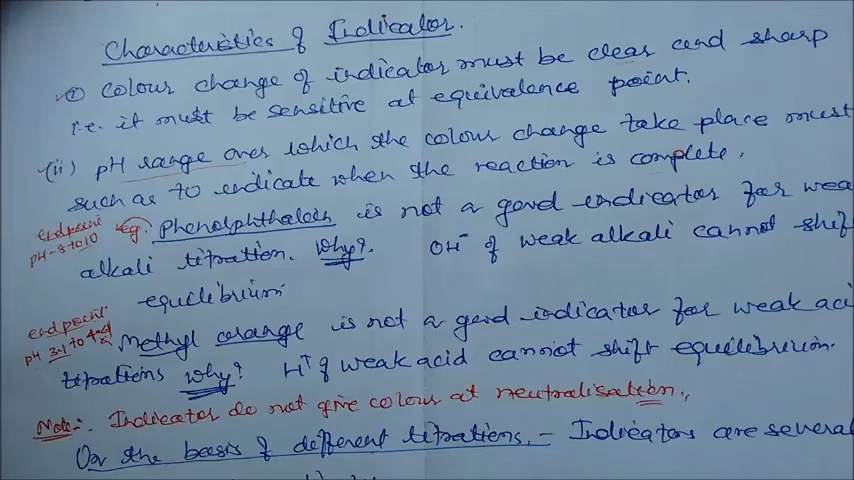 Characteristics of Indicator.
(i) Colour change of indicator must be clear and sharp
i.e. it must be sensitive at equivalence point.
(ii) pH range over which the colour change take place must
such as to indicate when the reaction is complete.
endpoint
pH - 8 to 10
eg. Phenolphthalein is not a good indicator for wea
alkali titration. Why? OH⁻ of weak alkali cannot shif
equilibrium
endpoint
pH 3.1 to 4.4
Methyl orange is not a good indicator for weak aci
titrations why? H⁺ of weak acid cannot shift equilibrium.
Note:- Indicator do not give colour at neutralisation.
On the basis of different titrations, - Indicators are several